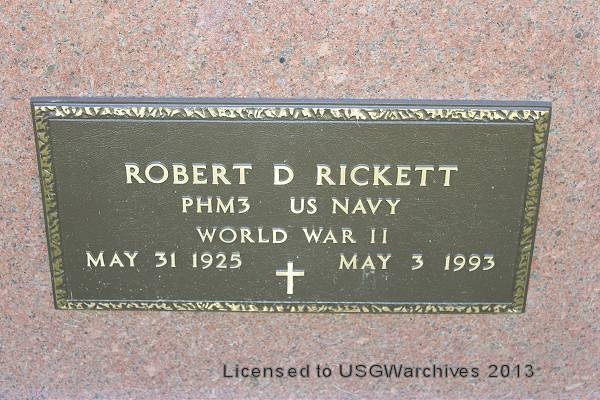 ROBERT D RICKETT
PHM3 US NAVY
WORLD WAR II
MAY 31 1925 MAY 3 1993
Licensed to USGWarchives 2013